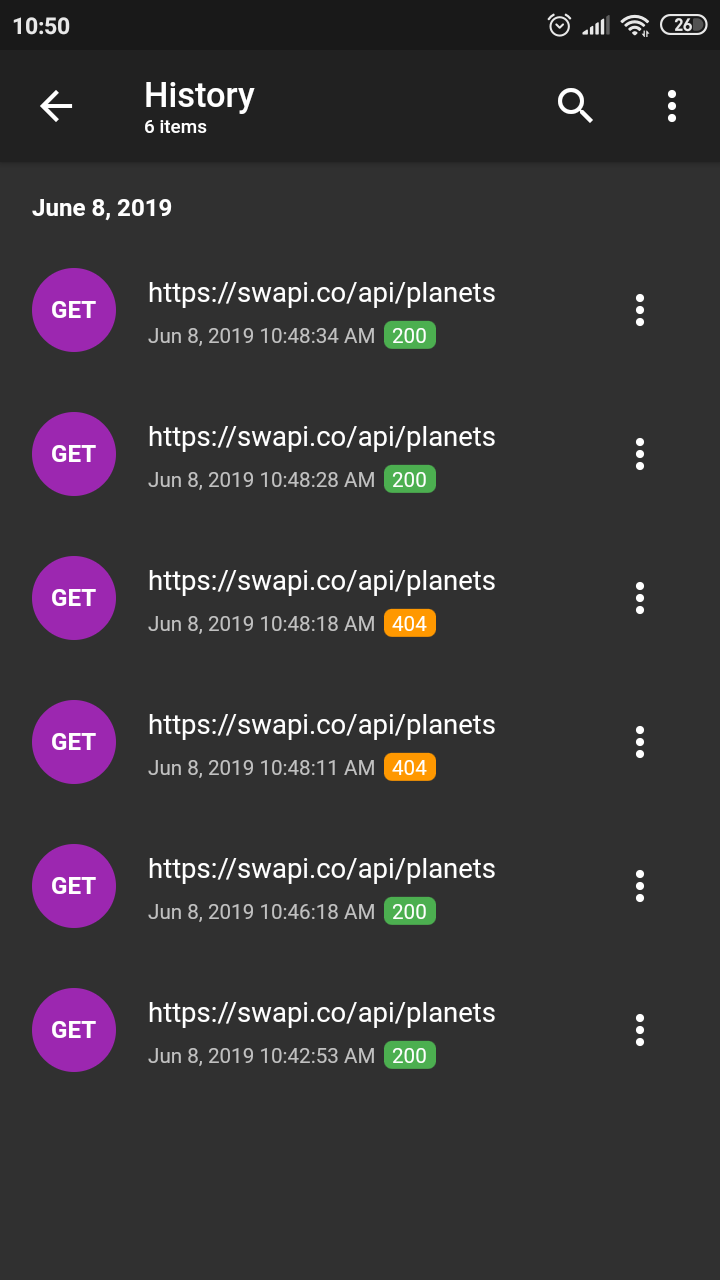 10:50
26
History
6 items
June 8, 2019
GET
https://swapi.co/api/planets
Jun 8, 2019 10:48:34 AM 200
GET
https://swapi.co/api/planets
Jun 8, 2019 10:48:28 AM 200
GET
https://swapi.co/api/planets
Jun 8, 2019 10:48:18 AM 404
GET
https://swapi.co/api/planets
Jun 8, 2019 10:48:11 AM 404
GET
https://swapi.co/api/planets
Jun 8, 2019 10:46:18 AM 200
GET
https://swapi.co/api/planets
Jun 8, 2019 10:42:53 AM 200